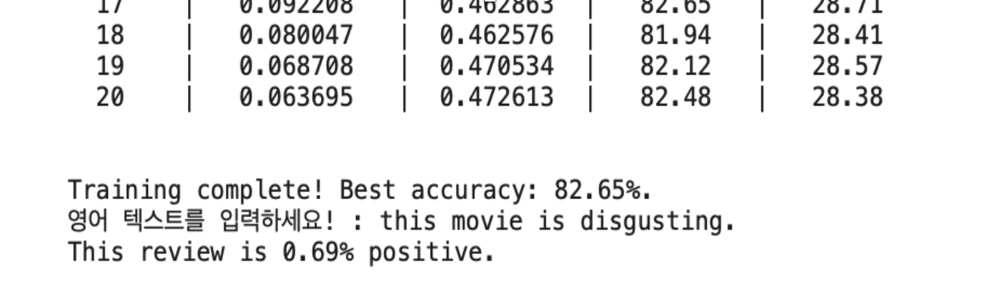 17 | 0.092208 | 0.462863 | 82.65 | 28.71
18 | 0.080047 | 0.462576 | 81.94 | 28.41
19 | 0.068708 | 0.470534 | 82.12 | 28.57
20 | 0.063695 | 0.472613 | 82.48 | 28.38
Training complete! Best accuracy: 82.65%.
영어 텍스트를 입력하세요! : this movie is disgusting.
This review is 0.69% positive.